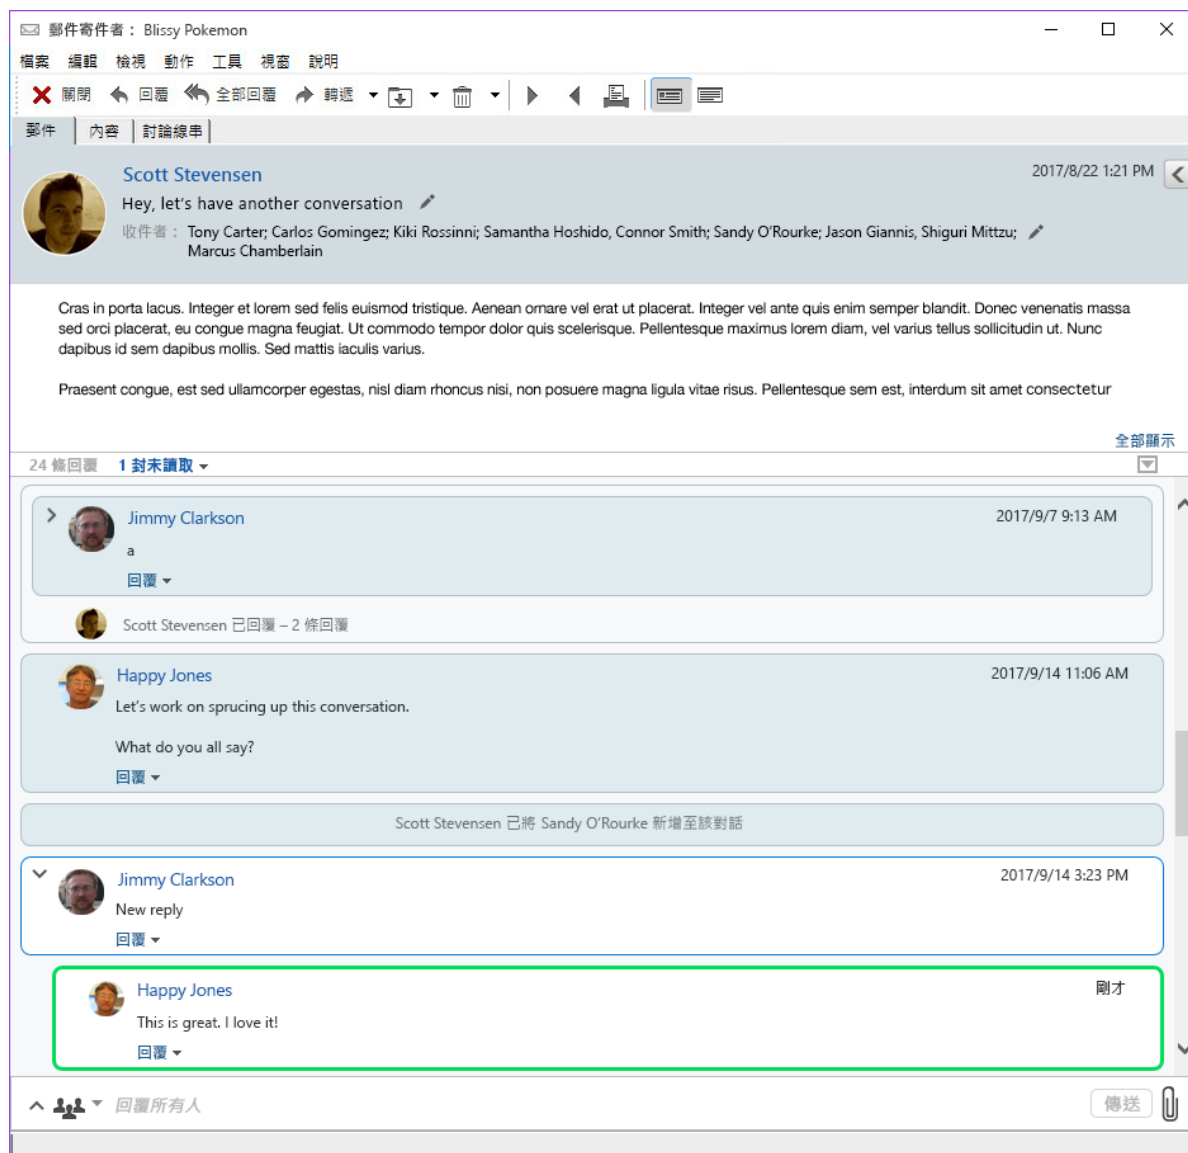 郵件寄件者： Blissy Pokemon
檔案 編輯 檢視 動作 工具 視窗 說明
關閉 回覆 全部回覆 轉遞
郵件 內容 討論線串
Scott Stevensen 2017/8/22 1:21 PM
Hey, let's have another conversation
收件者： Tony Carter; Carlos Gomingez; Kiki Rossinni; Samantha Hoshido, Connor Smith; Sandy O'Rourke; Jason Giannis, Shiguri Mittzu;
Marcus Chamberlain
Cras in porta lacus. Integer et lorem sed felis euismod tristique. Aenean ornare vel erat ut placerat. Integer vel ante quis enim semper blandit. Donec venenatis massa
sed orci placerat, eu congue magna feugiat. Ut commodo tempor dolor quis scelerisque. Pellentesque maximus lorem diam, vel varius tellus sollicitudin ut. Nunc
dapibus id sem dapibus mollis. Sed mattis iaculis varius.
Praesent congue, est sed ullamcorper egestas, nisl diam rhoncus nisi, non posuere magna ligula vitae risus. Pellentesque sem est, interdum sit amet consectetur
全部顯示
24 條回覆 1 封未讀取
Jimmy Clarkson 2017/9/7 9:13 AM
a
回覆
Scott Stevensen 已回覆 – 2 條回覆
Happy Jones 2017/9/14 11:06 AM
Let's work on sprucing up this conversation.
What do you all say?
回覆
Scott Stevensen 已將 Sandy O'Rourke 新增至該對話
Jimmy Clarkson 2017/9/14 3:23 PM
New reply
回覆
Happy Jones 剛才
This is great. I love it!
回覆
回覆所有人 傳送